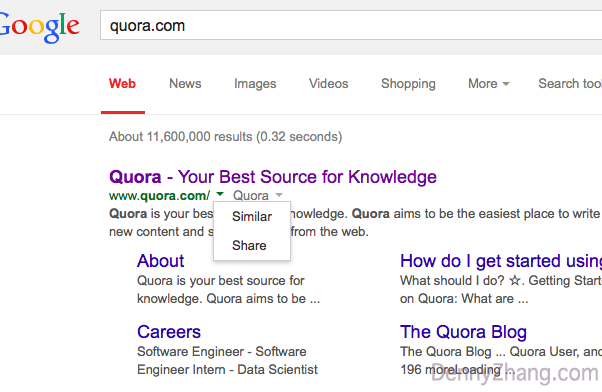 Google
quora.com
Web News Images Videos Shopping More Search tool
About 11,600,000 results (0.32 seconds)
Quora - Your Best Source for Knowledge
www.quora.com/ Quora
Similar
Share
Quora is your bes nowledge. Quora aims to be the easiest place to write
new content and s from the web.
About
Quora is your best source for
knowledge. Quora aims to be ...
How do I get started using
What should I do? ☆. Getting Start
on Quora: What are ...
Careers
Software Engineer - Software
Engineer Intern - Data Scientist
The Quora Blog
The Quora Blog ... Quora User, and
196 moreLoading ...
DennyZhang.com